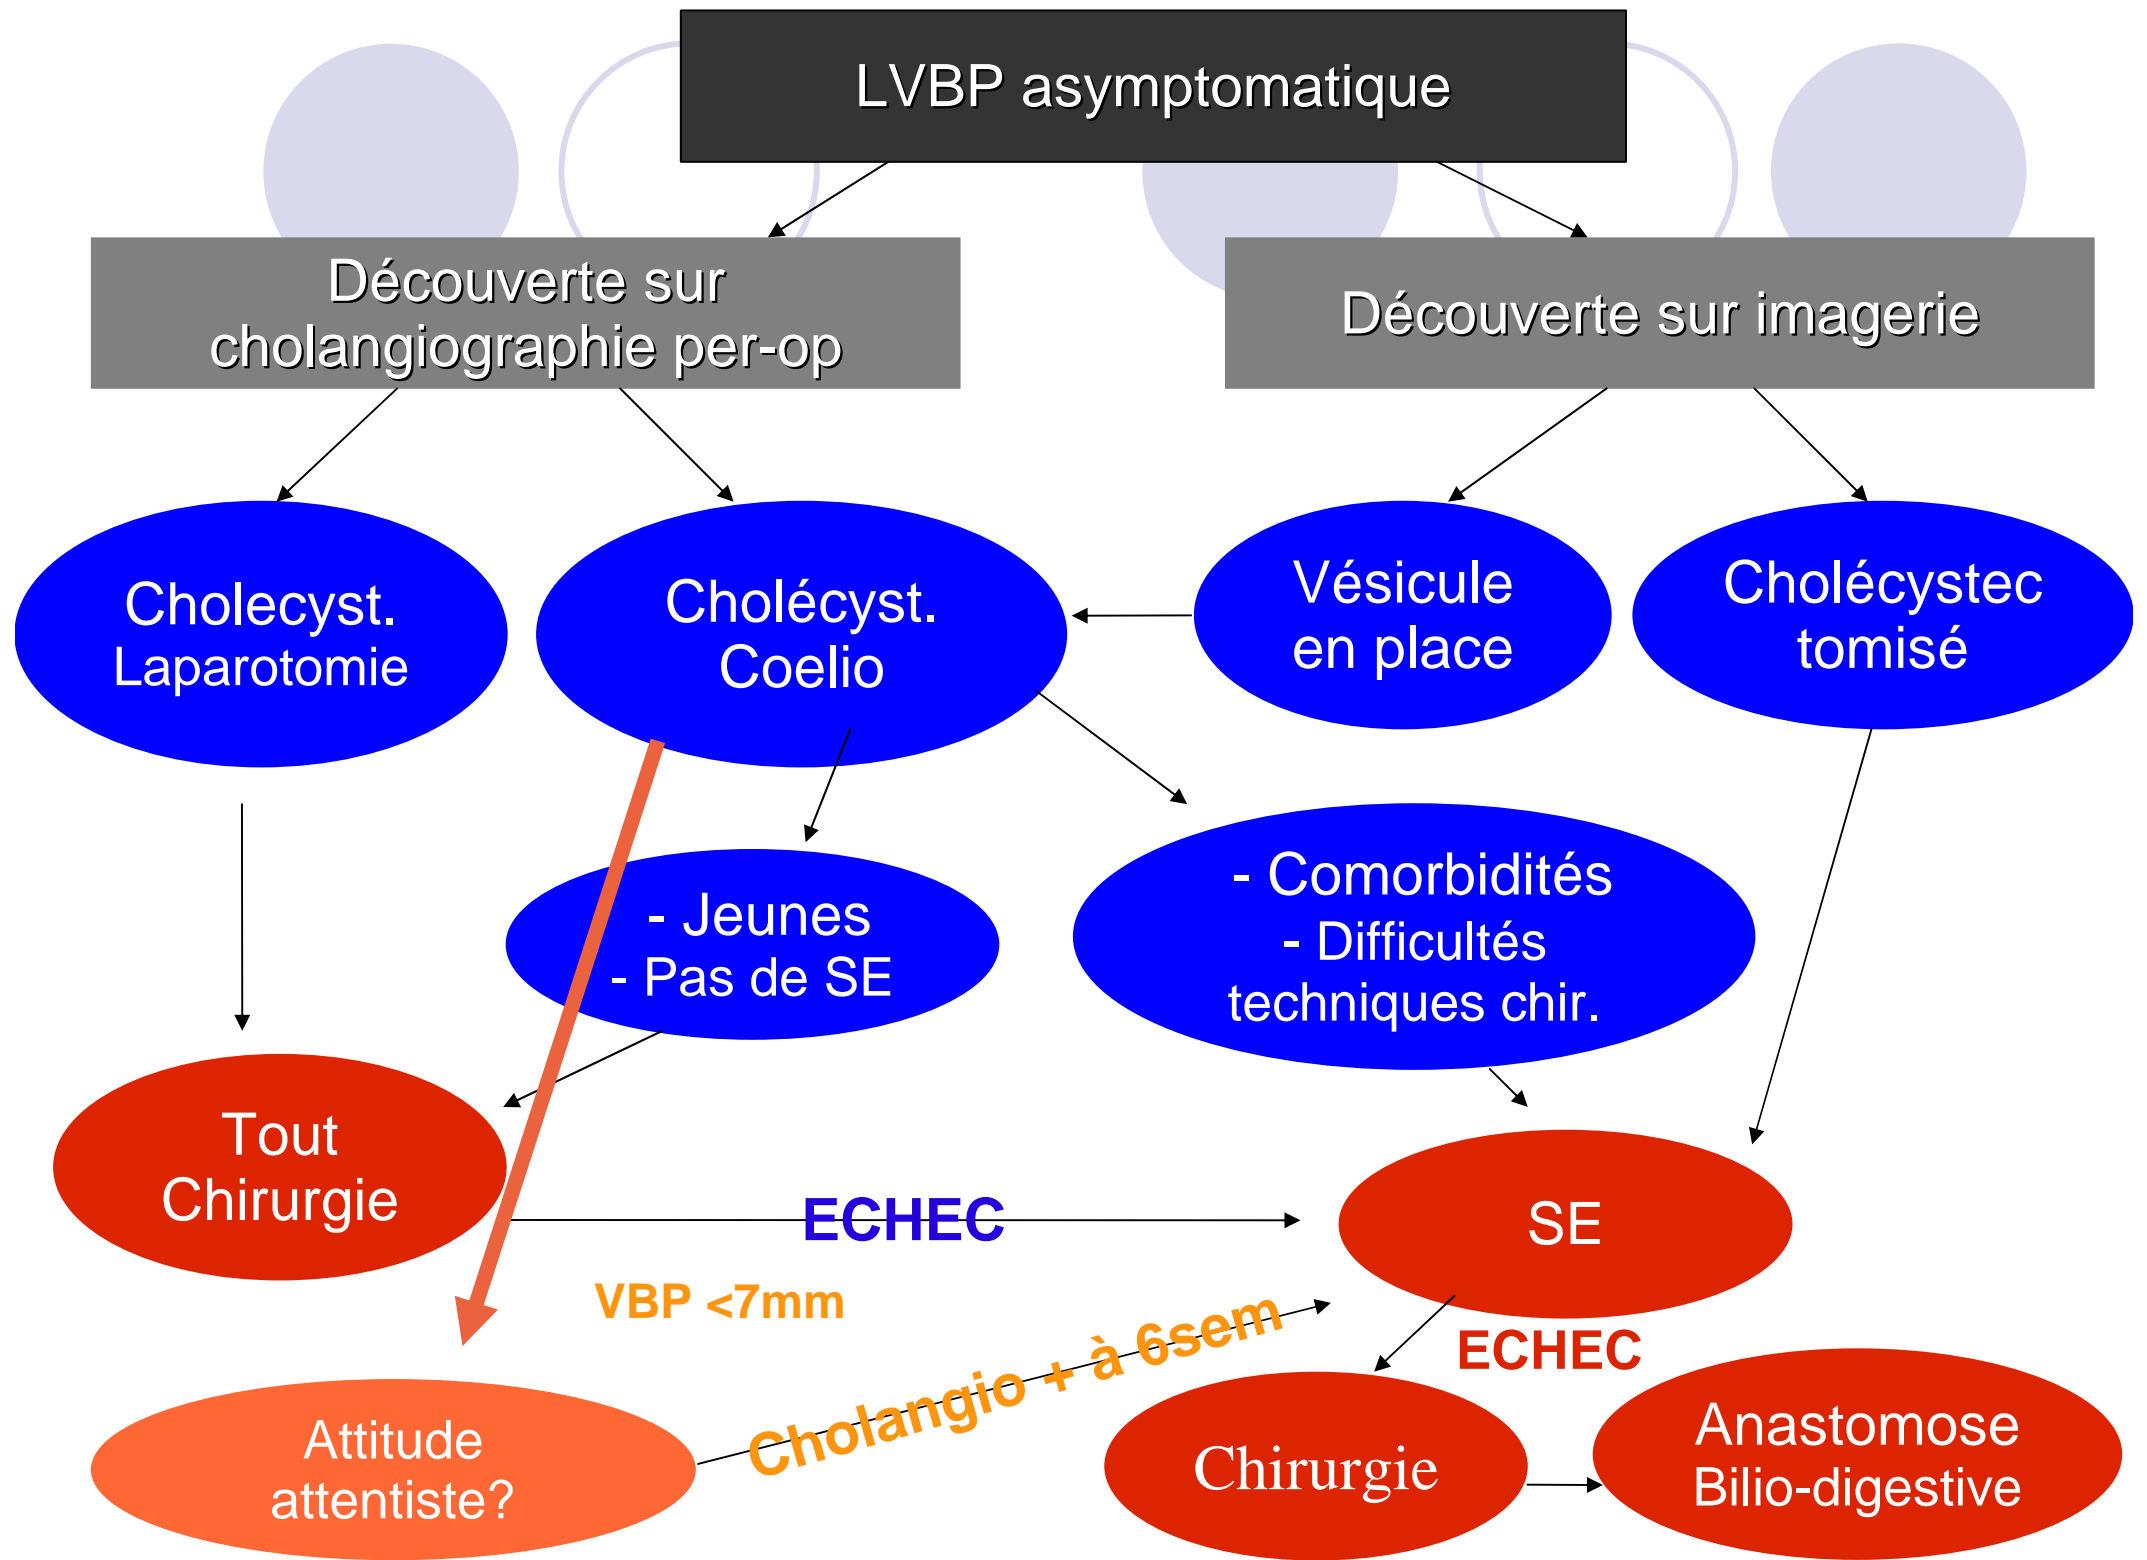 LVBP asymptomatique
Découverte sur
cholangiographie per-op
Découverte sur imagerie
Cholecyst.
Laparotomie
Cholécyst.
Coelio
Vésicule
en place
Cholécystec
tomisé
- Jeunes
- Pas de SE
- Comorbidités
- Difficultés
techniques chir.
Tout
Chirurgie
ECHEC
SE
VBP <7mm
Cholangio + à 6sem
ECHEC
Attitude
attentiste?
Chirurgie
Anastomose
Bilio-digestive